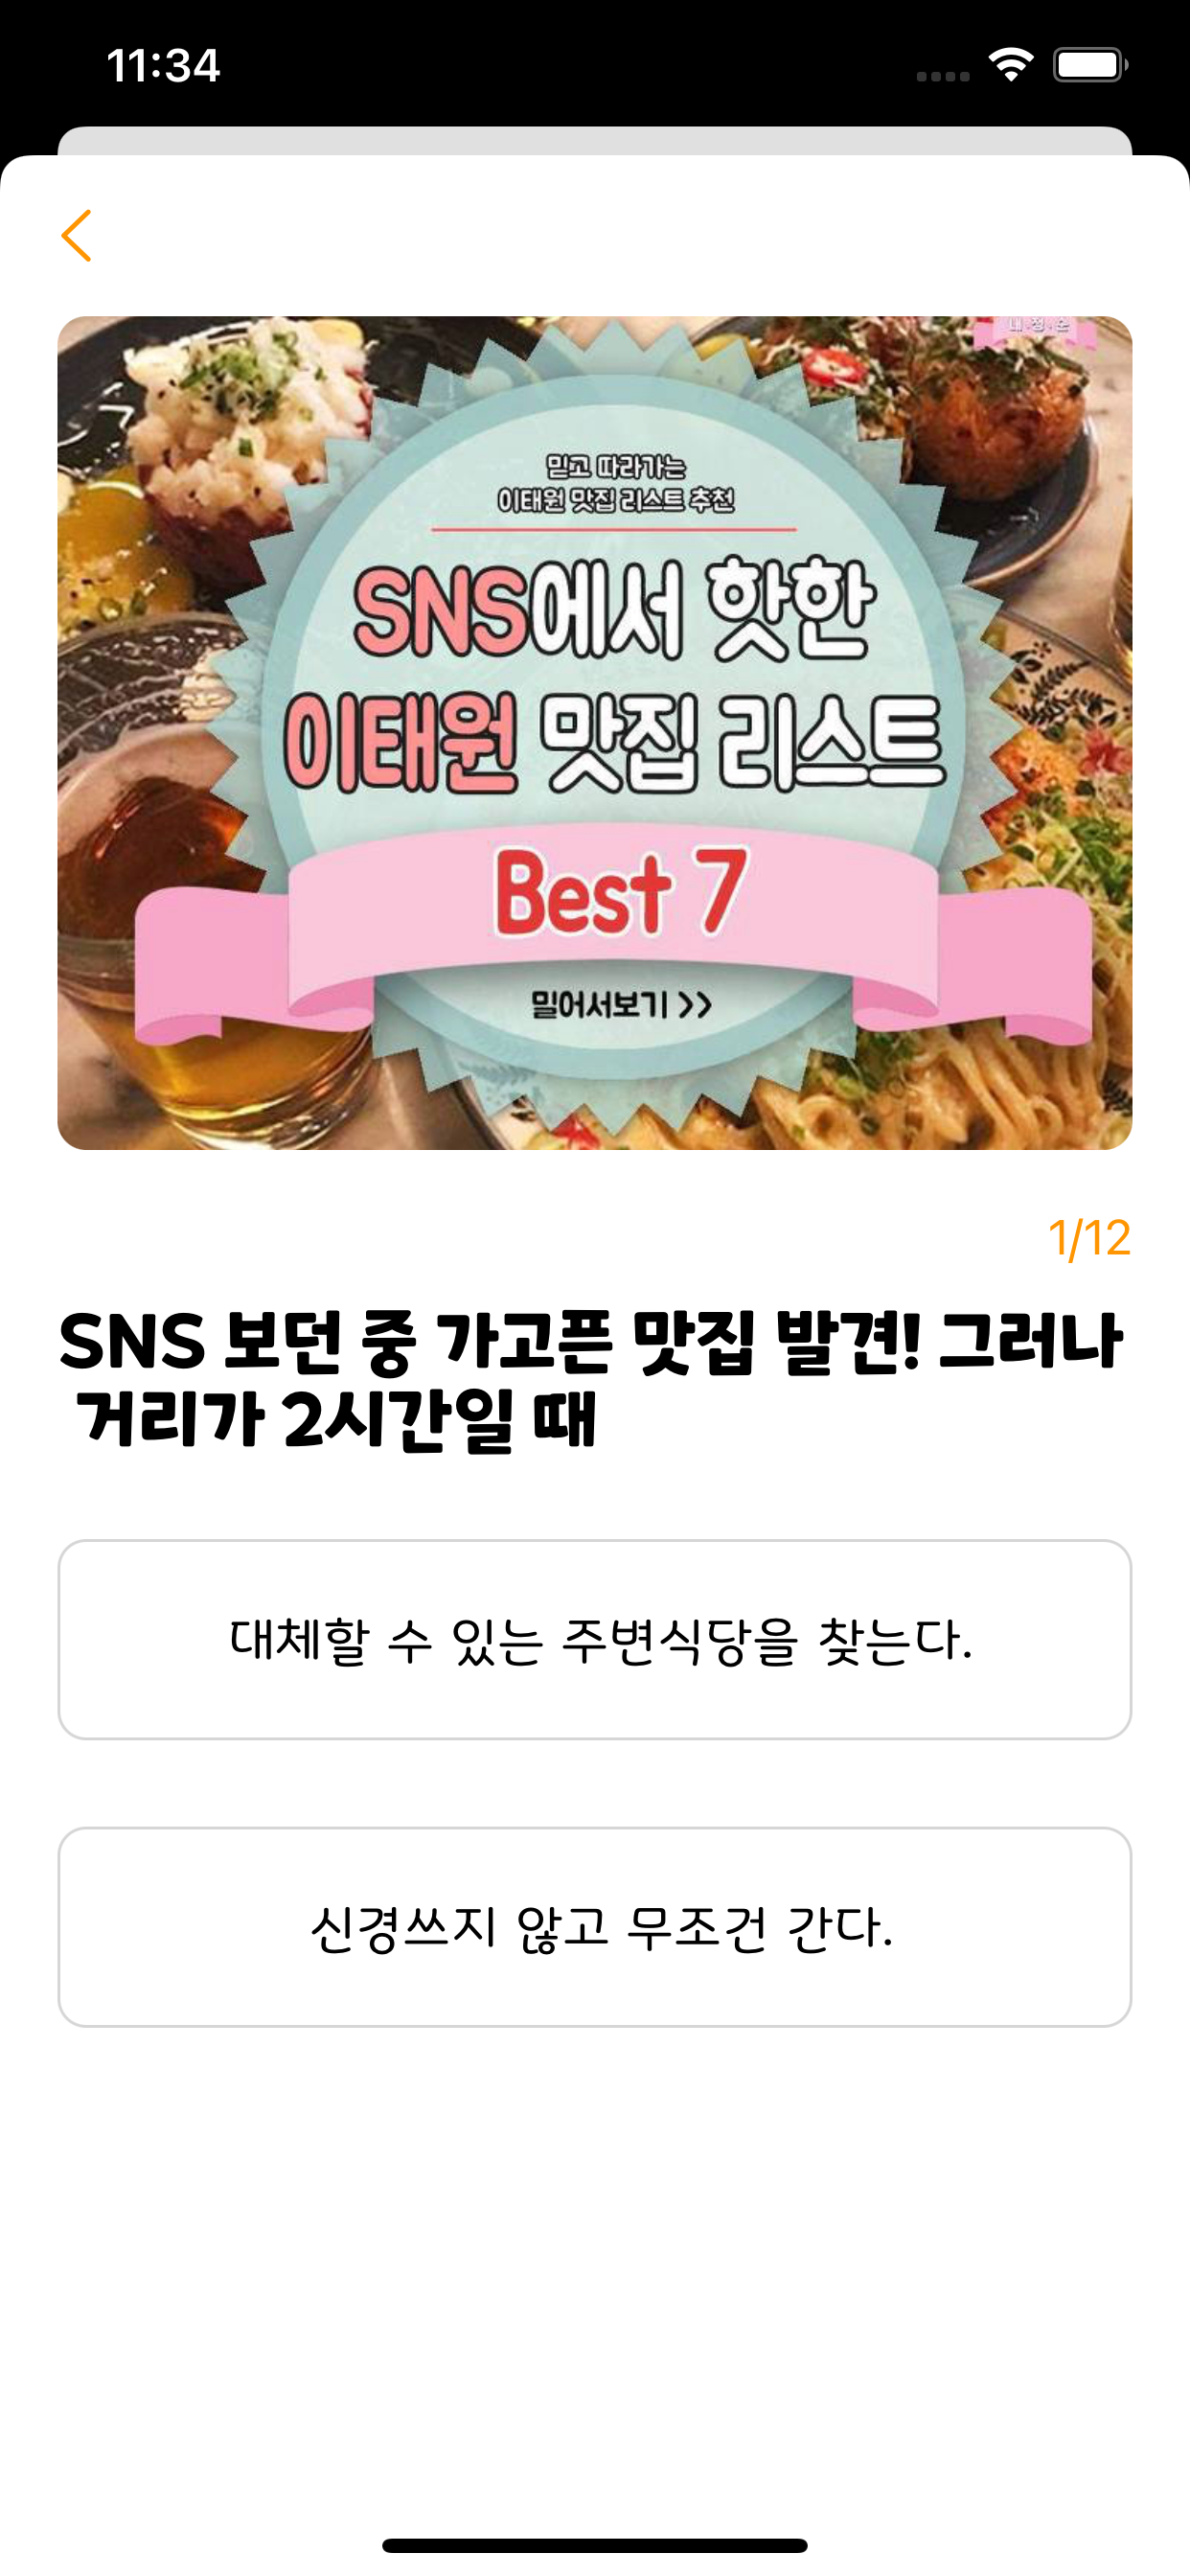 11:34
믿고 따라가는
이태원 맛집 리스트 추천
SNS에서 핫한
이태원 맛집 리스트
Best 7
밀어서보기 >>
1/12
SNS 보던 중 가고픈 맛집 발견! 그러나
거리가 2시간일 때
대체할 수 있는 주변식당을 찾는다.
신경쓰지 않고 무조건 간다.